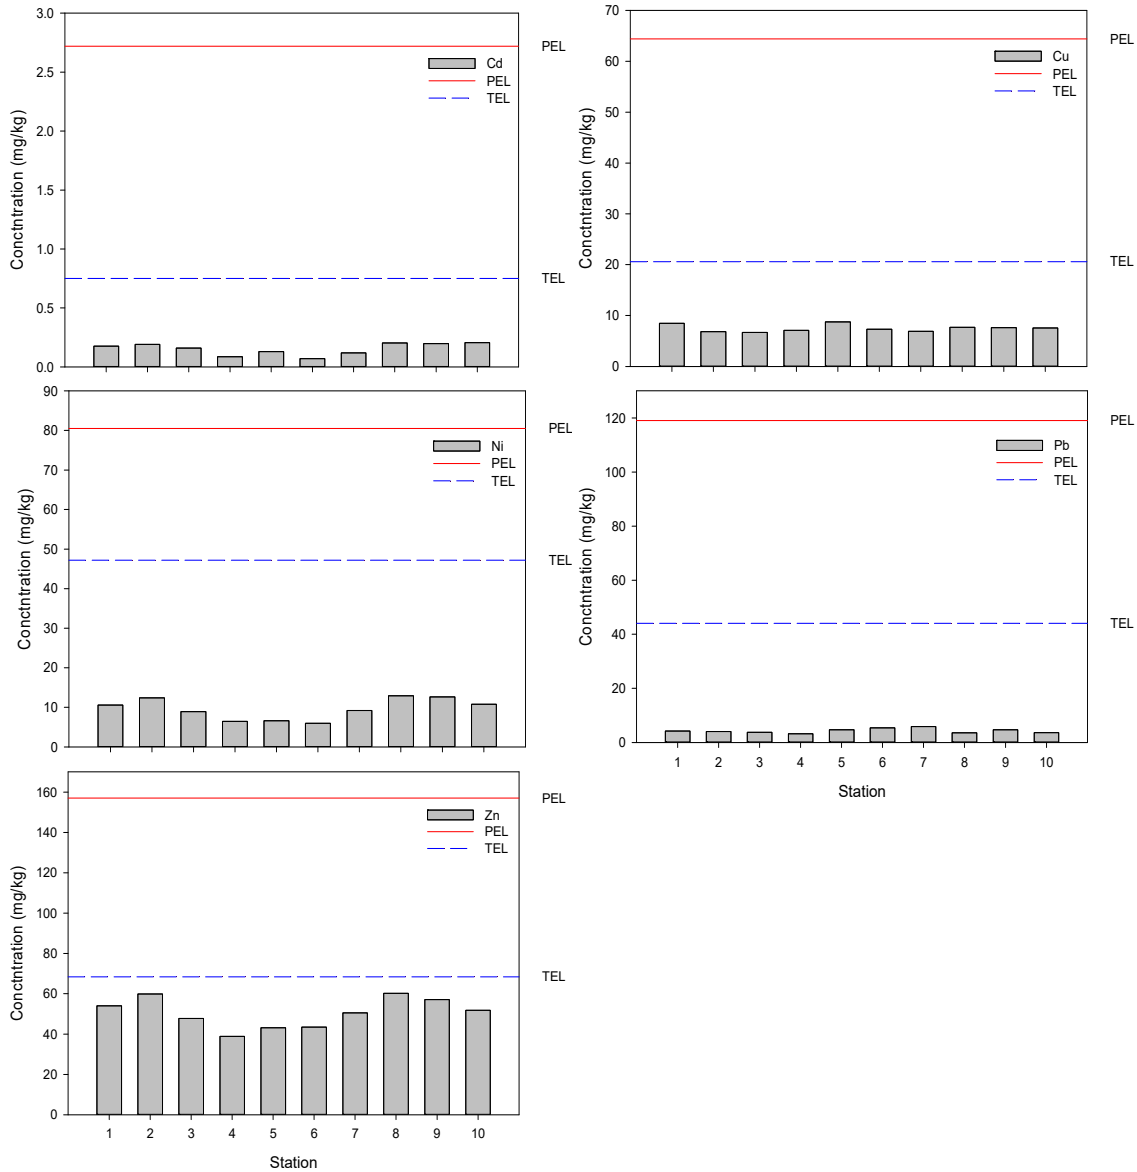 3.0
2.5
2.0
1.5
1.0
0.5
0.0
Conctntration (mg/kg)
Cd
PEL
TEL
PEL
TEL
70
60
50
40
30
20
10
0
Conctntration (mg/kg)
Cu
PEL
TEL
PEL
TEL
90
80
70
60
50
40
30
20
10
0
Conctntration (mg/kg)
Ni
PEL
TEL
PEL
TEL
120
100
80
60
40
20
0
Conctntration (mg/kg)
Pb
PEL
TEL
PEL
TEL
1 2 3 4 5 6 7 8 9 10
Station
160
140
120
100
80
60
40
20
0
Conctntration (mg/kg)
Zn
PEL
TEL
PEL
TEL
1 2 3 4 5 6 7 8 9 10
Station